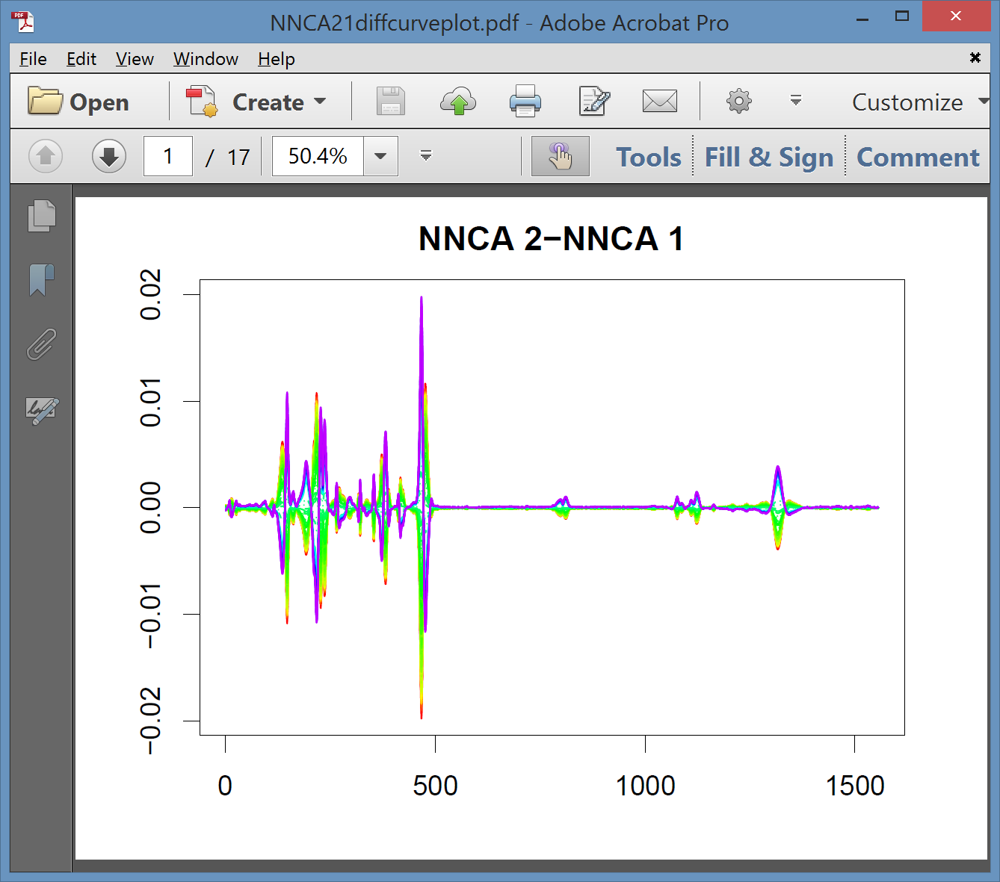 NNCA21diffcurveplot.pdf - Adobe Acrobat Pro
File Edit View Window Help
Open Create Customize
1 / 17 50.4% Tools Fill & Sign Comment
NNCA 2−NNCA 1
0.02
0.01
0.00
−0.01
−0.02
0 500 1000 1500